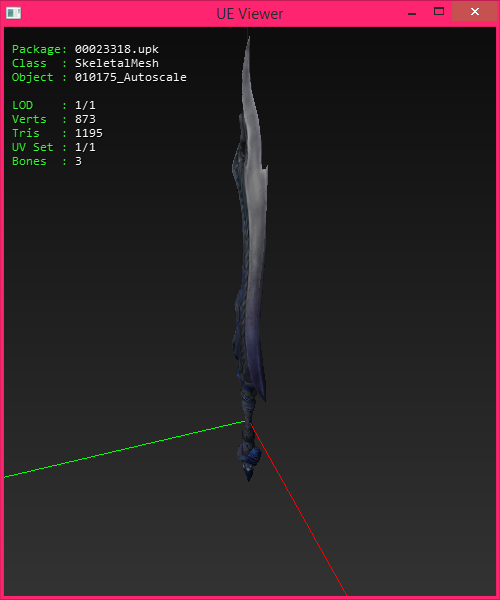 UE Viewer
Package: 00023318.upk
Class  : SkeletalMesh
Object : 010175_Autoscale
LOD    : 1/1
Verts  : 873
Tris   : 1195
UV Set : 1/1
Bones  : 3